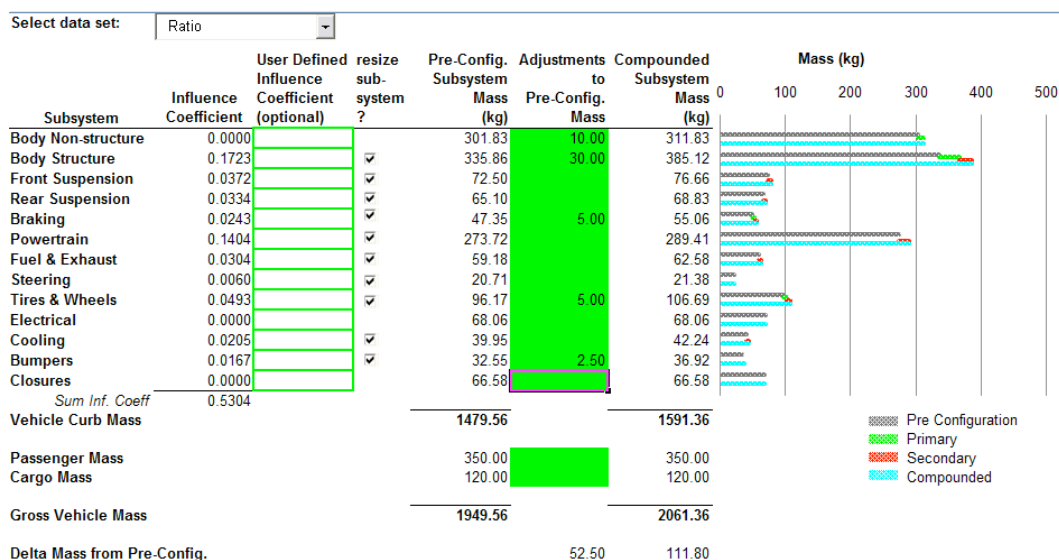 Select data set: Ratio
Subsystem Influence Coefficient User Defined Influence Coefficient (optional) resize sub-system ? Pre-Config. Subsystem Mass (kg) Adjustments to Pre-Config. Mass Compounded Subsystem Mass (kg)
Mass (kg)
0 100 200 300 400 500
Body Non-structure 0.0000 301.83 10.00 311.83
Body Structure 0.1723 335.86 30.00 385.12
Front Suspension 0.0372 72.50 76.66
Rear Suspension 0.0334 65.10 68.83
Braking 0.0243 47.35 5.00 55.06
Powertrain 0.1404 273.72 289.41
Fuel & Exhaust 0.0304 59.18 62.58
Steering 0.0060 20.71 21.38
Tires & Wheels 0.0493 96.17 5.00 106.69
Electrical 0.0000 68.06 68.06
Cooling 0.0205 39.95 42.24
Bumpers 0.0167 32.55 2.50 36.92
Closures 0.0000 66.58 66.58
Sum Inf. Coeff 0.5304
Vehicle Curb Mass 1479.56 1591.36
Pre Configuration
Primary
Secondary
Compounded
Passenger Mass 350.00 350.00
Cargo Mass 120.00 120.00
Gross Vehicle Mass 1949.56 2061.36
Delta Mass from Pre-Config. 52.50 111.80